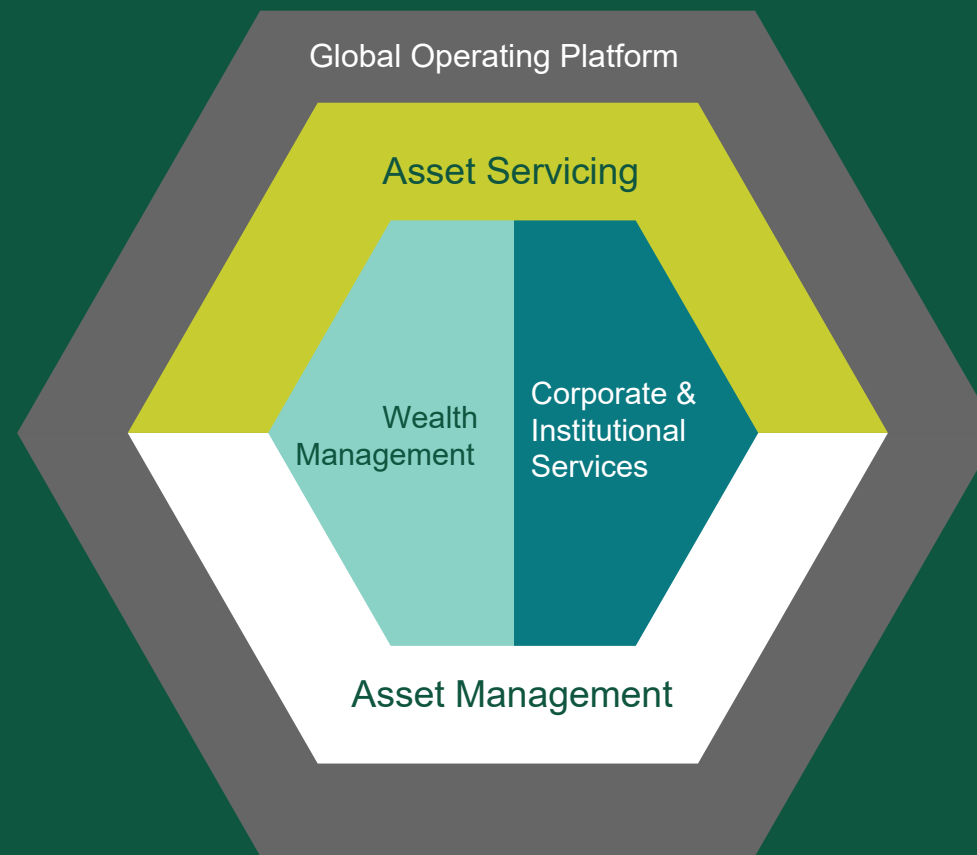 Global Operating Platform
Asset Servicing
Wealth
Management
Corporate &
Institutional
Services
Asset Management